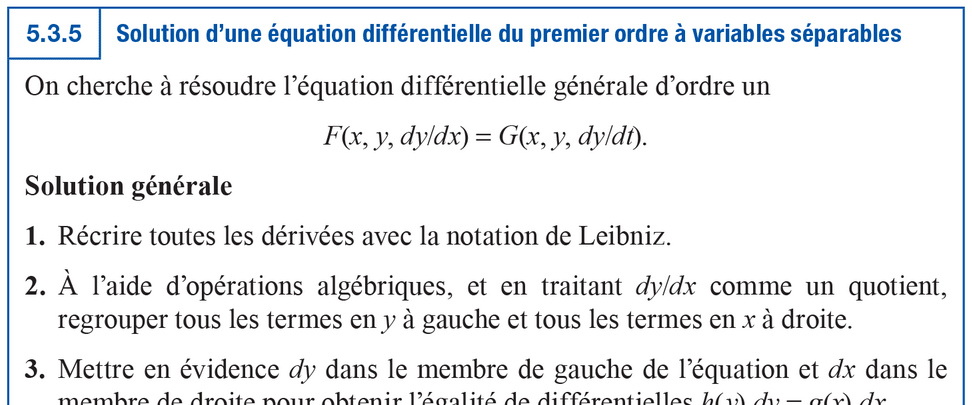 5.3.5 Solution d’une équation différentielle du premier ordre à variables séparables
On cherche à résoudre l’équation différentielle générale d’ordre un
F(x, y, dy/dx) = G(x, y, dy/dt).
Solution générale
1. Récrire toutes les dérivées avec la notation de Leibniz.
2. À l’aide d’opérations algébriques, et en traitant dy/dx comme un quotient,
regrouper tous les termes en y à gauche et tous les termes en x à droite.
3. Mettre en évidence dy dans le membre de gauche de l’équation et dx dans le
membre de droite pour obtenir l’égalité de différentielles h(y) dy = g(x) dx.